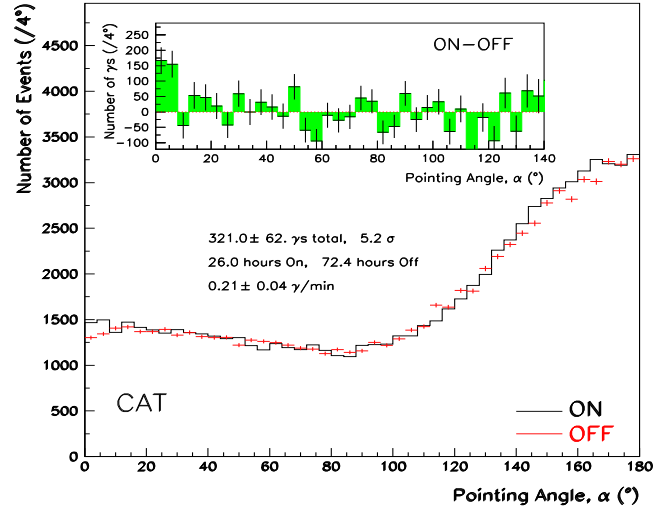 Number of Events (/4°)
4500
3750
3250
2500
2000
1500
1000
500
0
0 20 40 60 80 100 120 140 160 180
Pointing Angle, α (°)
Number of γs (/4°)
250
200
150
100
50
0
−50
−100
0 20 40 60 80 100 120 140
Pointing Angle, α (°)
ON−OFF
321.0± 62. γs total, 5.2 σ
26.0 hours On, 72.4 hours Off
0.21± 0.04 γ/min
CAT
ON
OFF